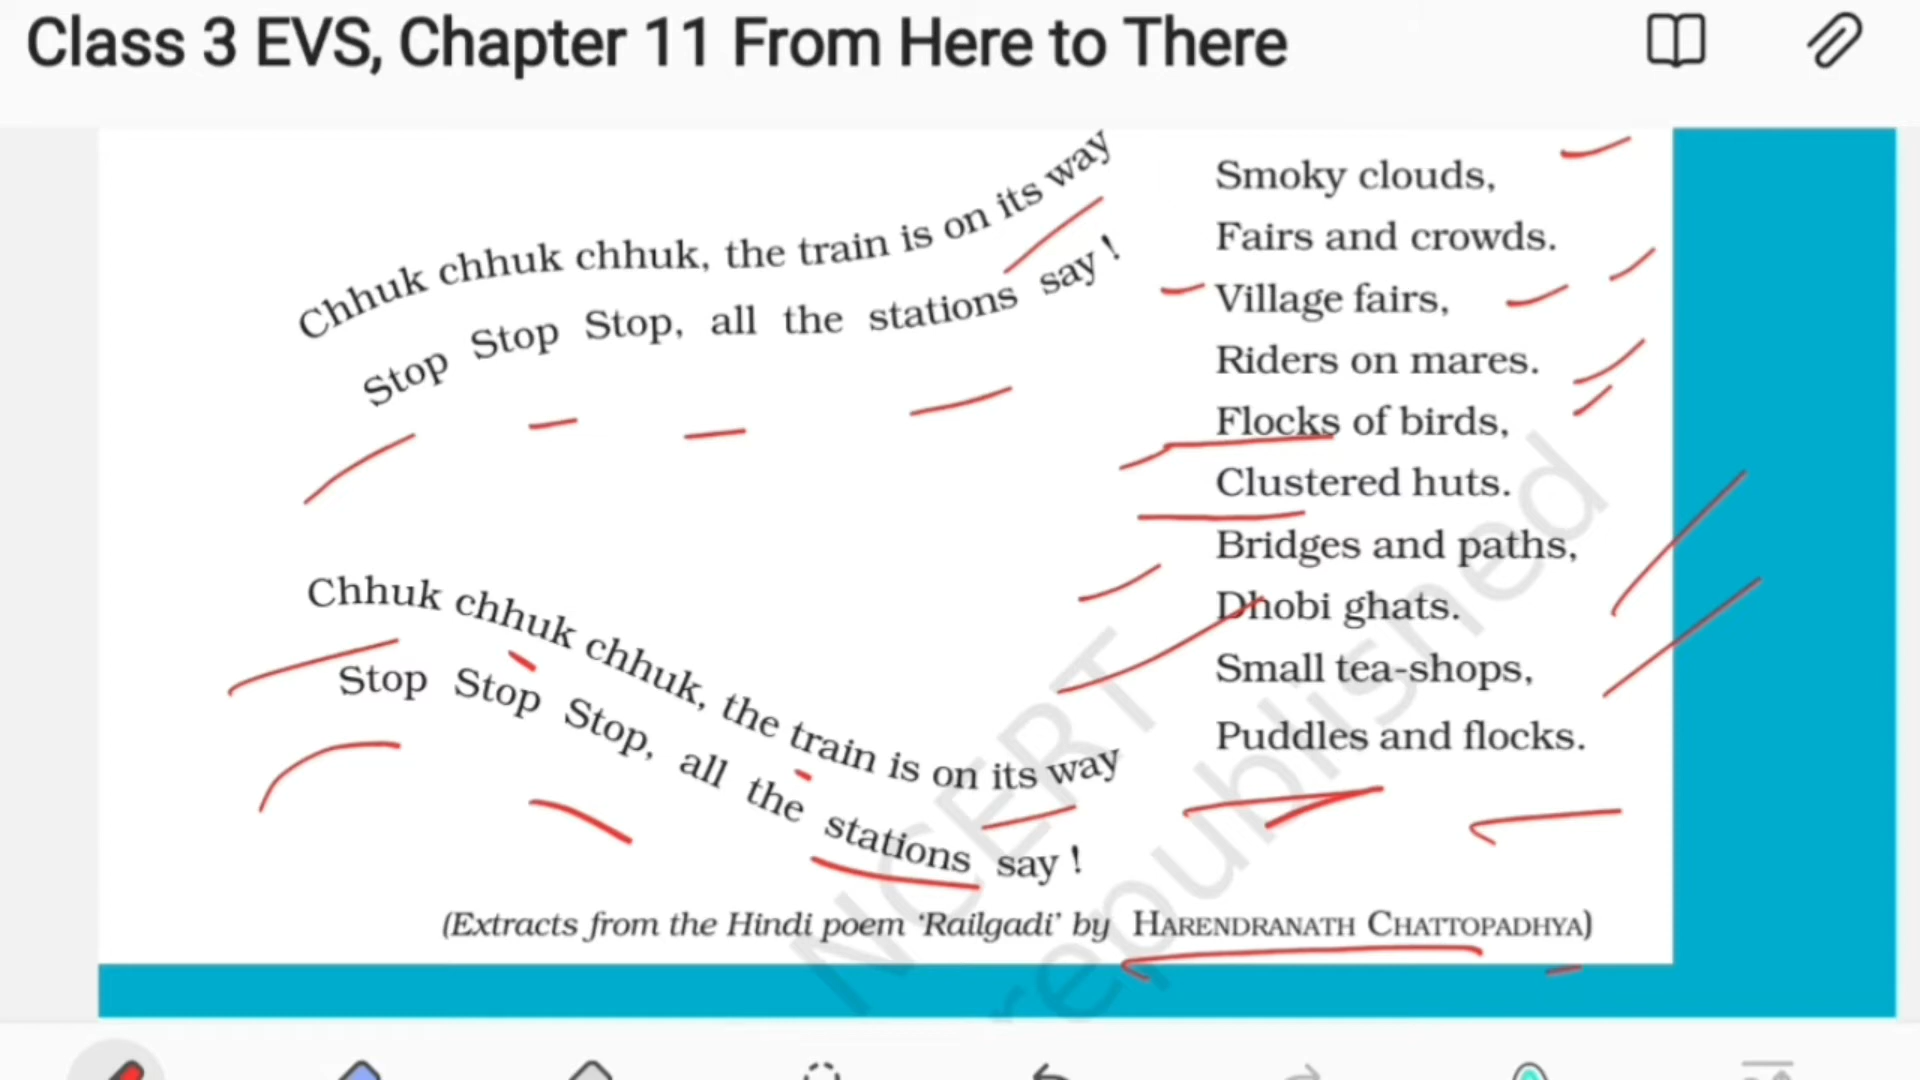 Class 3 EVS, Chapter 11 From Here to There
Chhuk chhuk chhuk, the train is on its way
Stop Stop Stop, all the stations say !
Chhuk chhuk chhuk, the train is on its way
Stop Stop Stop, all the stations say !
Smoky clouds,
Fairs and crowds.
Village fairs,
Riders on mares.
Flocks of birds,
Clustered huts.
Bridges and paths,
Dhobi ghats.
Small tea-shops,
Puddles and flocks.
(Extracts from the Hindi poem ‘Railgadi’ by HARENDRANATH CHATTOPADHYA)
NCERT
republished